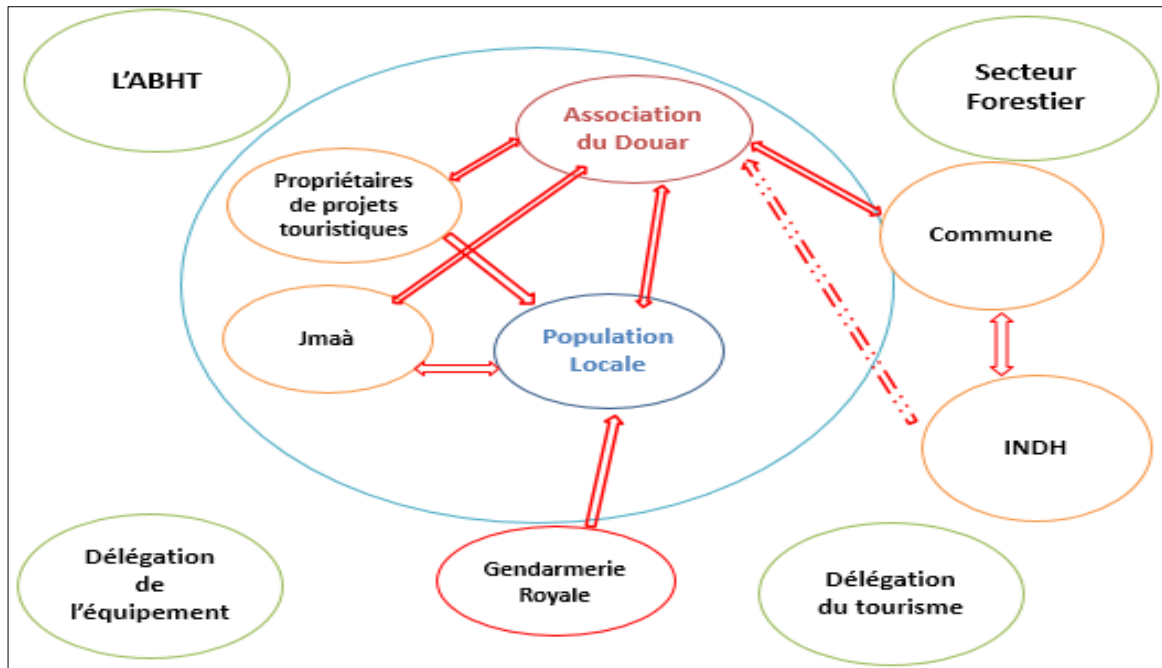 L'ABHT
Secteur
Forestier
Association
du Douar
Propriétaires
de projets
touristiques
Commune
Jmaà
Population
Locale
INDH
Délégation
de
l'équipement
Gendarmerie
Royale
Délégation
du tourisme